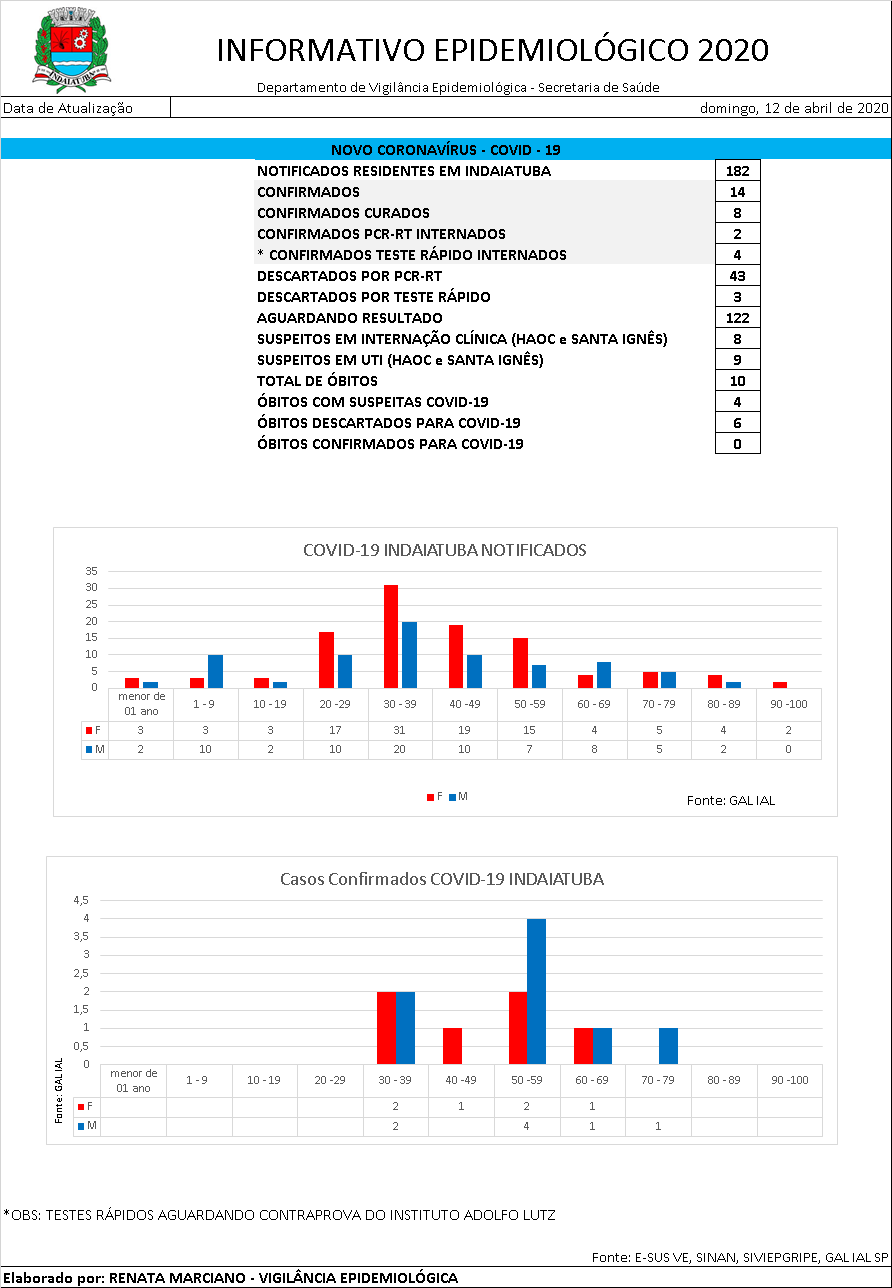 INDAIATUBA
INFORMATIVO EPIDEMIOLÓGICO 2020
Departamento de Vigilância Epidemiológica - Secretaria de Saúde
Data de Atualização domingo, 12 de abril de 2020
NOVO CORONAVÍRUS - COVID - 19
NOTIFICADOS RESIDENTES EM INDAIATUBA 182
CONFIRMADOS 14
CONFIRMADOS CURADOS 8
CONFIRMADOS PCR-RT INTERNADOS 2
* CONFIRMADOS TESTE RÁPIDO INTERNADOS 4
DESCARTADOS POR PCR-RT 43
DESCARTADOS POR TESTE RÁPIDO 3
AGUARDANDO RESULTADO 122
SUSPEITOS EM INTERNAÇÃO CLÍNICA (HAOC e SANTA IGNÊS) 8
SUSPEITOS EM UTI (HAOC e SANTA IGNÊS) 9
TOTAL DE ÓBITOS 10
ÓBITOS COM SUSPEITAS COVID-19 4
ÓBITOS DESCARTADOS PARA COVID-19 6
ÓBITOS CONFIRMADOS PARA COVID-19 0
COVID-19 INDAIATUBA NOTIFICADOS
35
30
25
20
15
10
5
0
menor de 01 ano 1 - 9 10 - 19 20 -29 30 - 39 40 -49 50 -59 60 - 69 70 - 79 80 - 89 90 -100
F 3 3 3 17 31 19 15 4 5 4 2
M 2 10 2 10 20 10 7 8 5 2 0
F M
Fonte: GAL IAL
Casos Confirmados COVID-19 INDAIATUBA
4,5
4
3,5
3
2,5
2
1,5
1
0,5
0
menor de 01 ano 1 - 9 10 - 19 20 -29 30 - 39 40 -49 50 -59 60 - 69 70 - 79 80 - 89 90 -100
F 2 1 2 1
M 2 4 1 1
Fonte: GAL IAL
*OBS: TESTES RÁPIDOS AGUARDANDO CONTRAPROVA DO INSTITUTO ADOLFO LUTZ
Fonte: E-SUS VE, SINAN, SIVIEPGRIPE, GAL IAL SP
Elaborado por: RENATA MARCIANO - VIGILÂNCIA EPIDEMIOLÓGICA